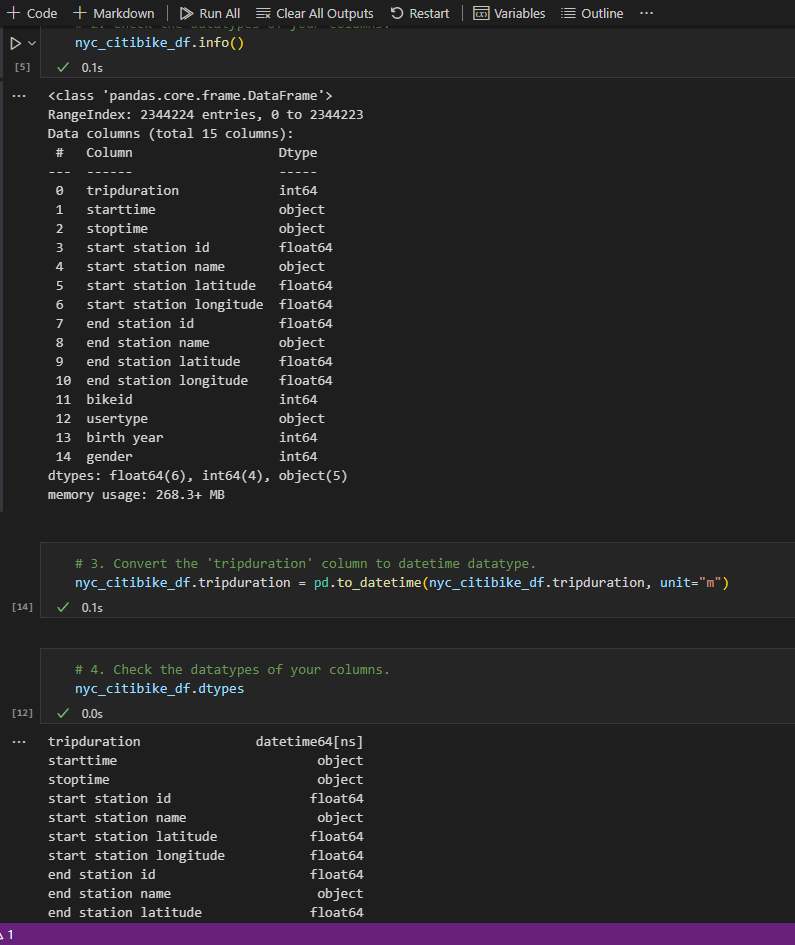 Code Markdown Run All Clear All Outputs Restart Variables Outline ...
# 2. Check the datatypes of your columns.
nyc_citibike_df.info()
[5] 0.1s
... <class 'pandas.core.frame.DataFrame'>
RangeIndex: 2344224 entries, 0 to 2344223
Data columns (total 15 columns):
# Column Dtype
--- ------ -----
0 tripduration int64
1 starttime object
2 stoptime object
3 start station id float64
4 start station name object
5 start station latitude float64
6 start station longitude float64
7 end station id float64
8 end station name object
9 end station latitude float64
10 end station longitude float64
11 bikeid int64
12 usertype object
13 birth year int64
14 gender int64
dtypes: float64(6), int64(4), object(5)
memory usage: 268.3+ MB
# 3. Convert the 'tripduration' column to datetime datatype.
nyc_citibike_df.tripduration = pd.to_datetime(nyc_citibike_df.tripduration, unit="m")
[14] 0.1s
# 4. Check the datatypes of your columns.
nyc_citibike_df.dtypes
[12] 0.0s
... tripduration datetime64[ns]
starttime object
stoptime object
start station id float64
start station name object
start station latitude float64
start station longitude float64
end station id float64
end station name object
end station latitude float64
1